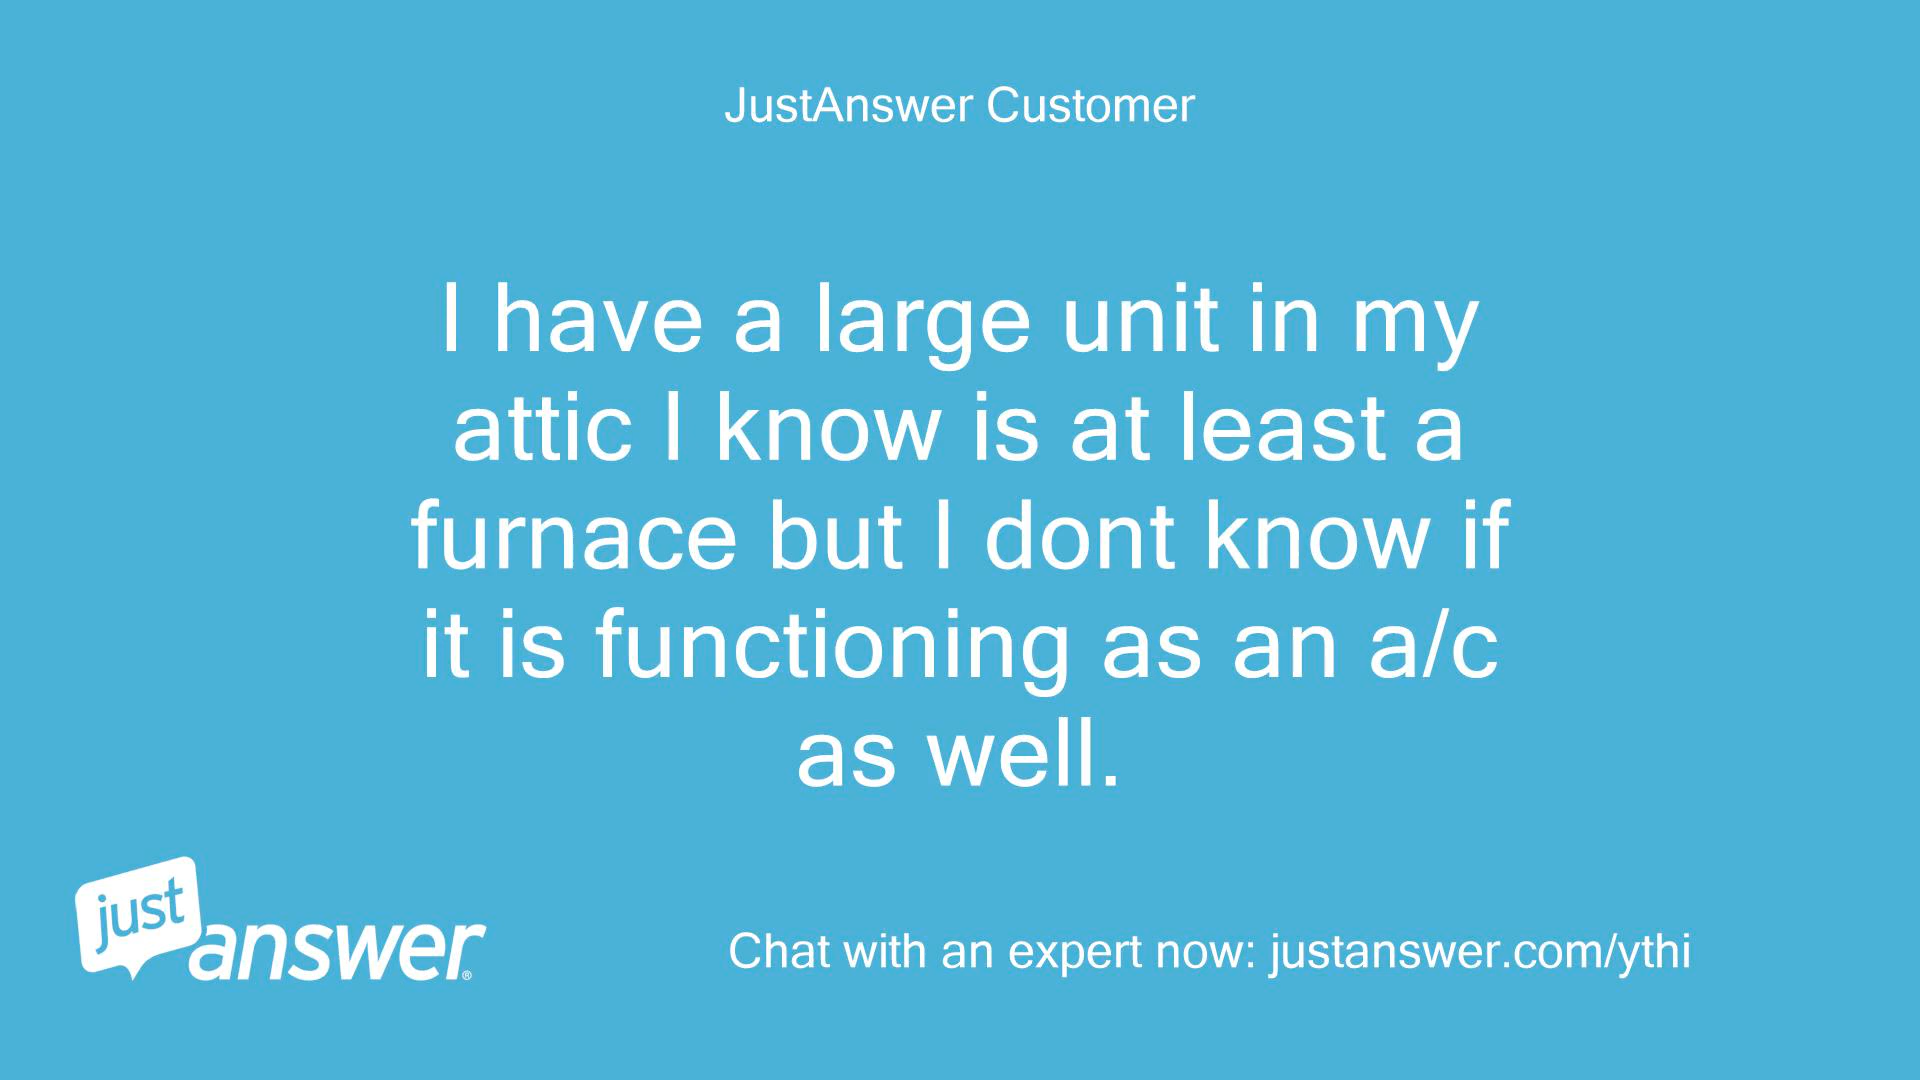 JustAnswer Customer
I have a large unit in my
attic I know is at least a
furnace but I dont know if
it is functioning as an a/c
as well.
just
answer®
Chat with an expert now: justanswer.com/ythi